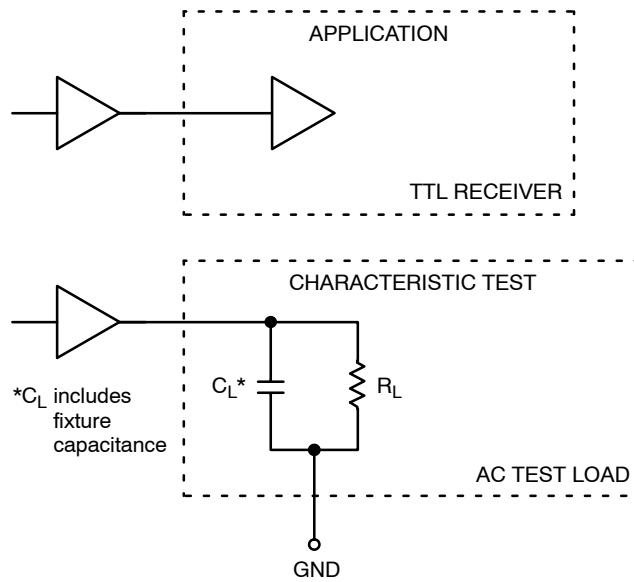 APPLICATION
TTL RECEIVER
CHARACTERISTIC TEST
*CL includes
fixture
capacitance
CL*
RL
AC TEST LOAD
GND